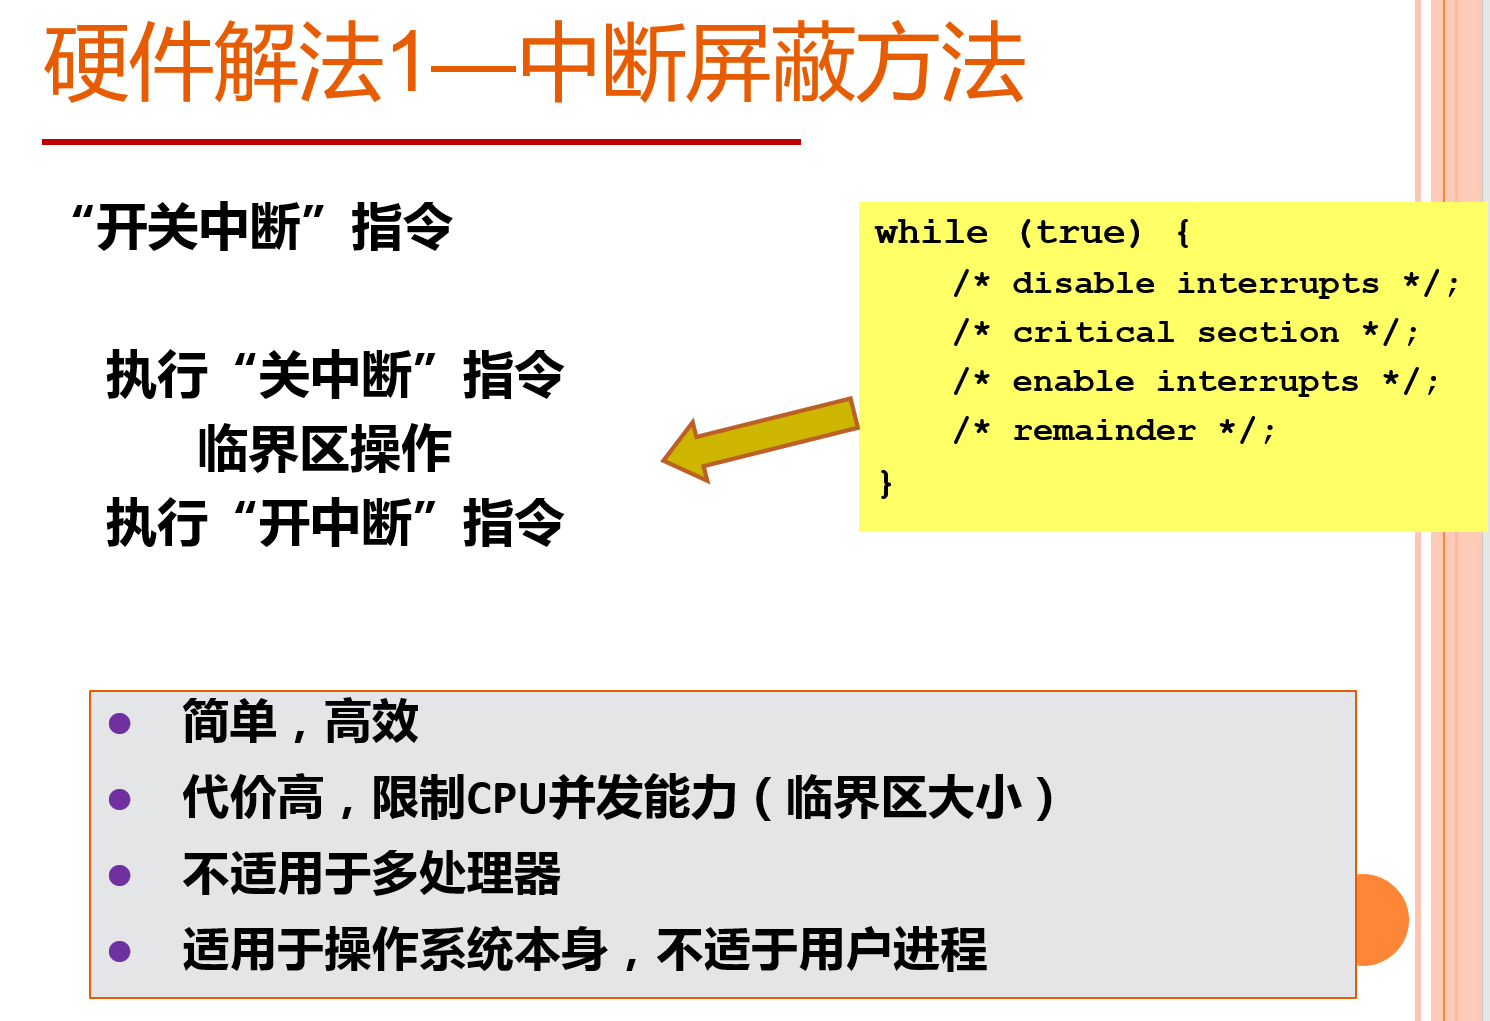 硬件解法1—中断屏蔽方法
“开关中断”指令
执行“关中断”指令
临界区操作
执行“开中断”指令
while (true) {
/* disable interrupts */;
/* critical section */;
/* enable interrupts */;
/* remainder */;
}
● 简单，高效
● 代价高，限制CPU并发能力（临界区大小）
● 不适用于多处理器
● 适用于操作系统本身，不适于用户进程